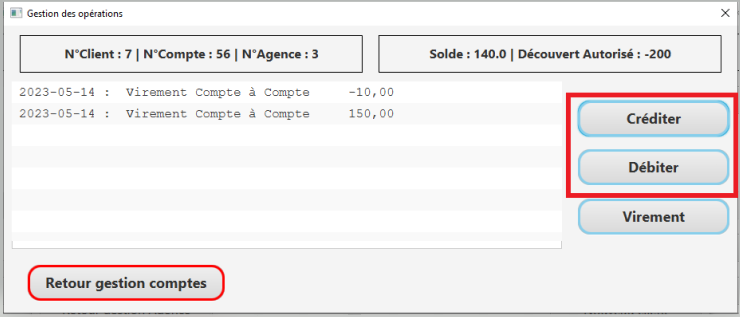 Gestion des opérations
N°Client : 7 | N°Compte : 56 | N°Agence : 3
Solde : 140.0 | Découvert Autorisé : -200
2023-05-14 : Virement Compte à Compte -10,00
2023-05-14 : Virement Compte à Compte 150,00
Créditer
Débiter
Virement
Retour gestion comptes